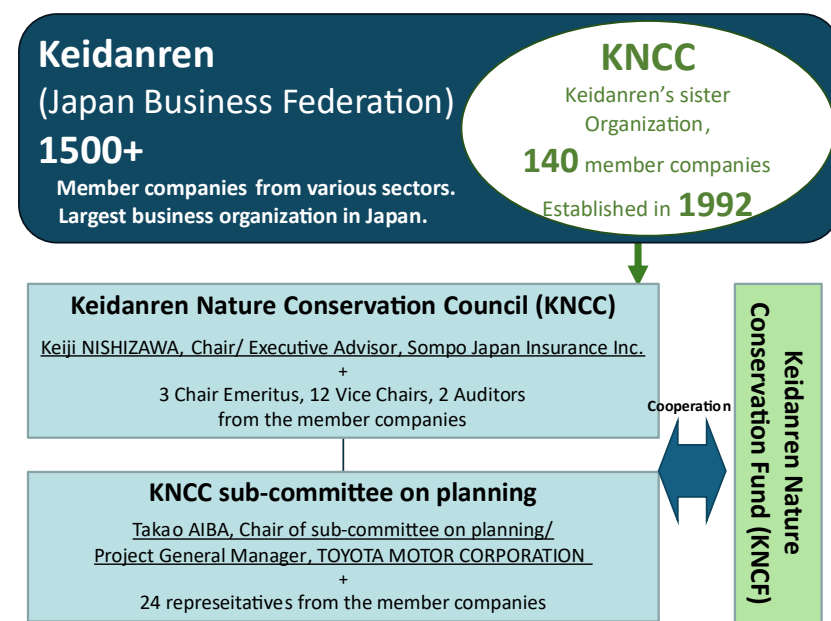 Keidanren
(Japan Business Federation)
1500+
Member companies from various sectors.
Largest business organization in Japan.
KNCC
Keidanren's sister
Organization,
140 member companies
Established in 1992
Keidanren Nature Conservation Council (KNCC)
Keiji NISHIZAWA, Chair/ Executive Advisor, Sompo Japan Insurance Inc.
+
3 Chair Emeritus, 12 Vice Chairs, 2 Auditors
from the member companies
KNCC sub-committee on planning
Takao AIBA, Chair of sub-committee on planning/
Project General Manager, TOYOTA MOTOR CORPORATION
+
24 represeitatives from the member companies
Cooperation
Keidanren Nature
Conservation Fund (KNCF)